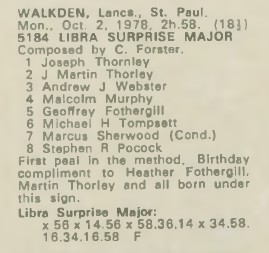 WALKDEN, Lancs., St. Paul.
Mon., Oct. 2, 1978, 2h.58. (18½)
5184 LIBRA SURPRISE MAJOR
Composed by C. Forster.
1 Joseph Thornley
2 J Martin Thorley
3 Andrew J Webster
4 Malcolm Murphy
5 Geoffrey Fothergill
6 Michael H Tompsett
7 Marcus Sherwood (Cond.)
8 Stephen R Pocock
First peal in the method. Birthday
compliment to Heather Fothergill,
Martin Thorley and all born under
this sign.
Libra Surprise Major:
x 56 x 14.56 x 58.36.14 x 34.58.
16.34.16.58 F